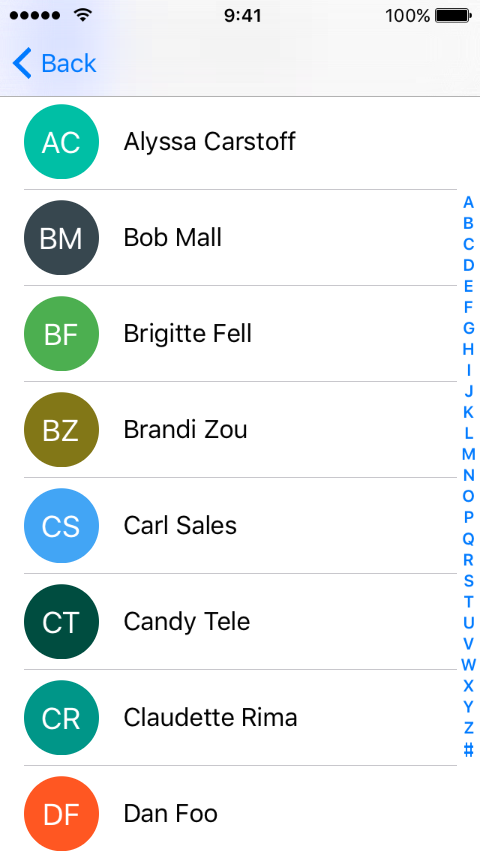 9:41
100%
Back
AC Alyssa Carstoff
BM Bob Mall
BF Brigitte Fell
BZ Brandi Zou
CS Carl Sales
CT Candy Tele
CR Claudette Rima
DF Dan Foo
A
B
C
D
E
F
G
H
I
J
K
L
M
N
O
P
Q
R
S
T
U
V
W
X
Y
Z
#